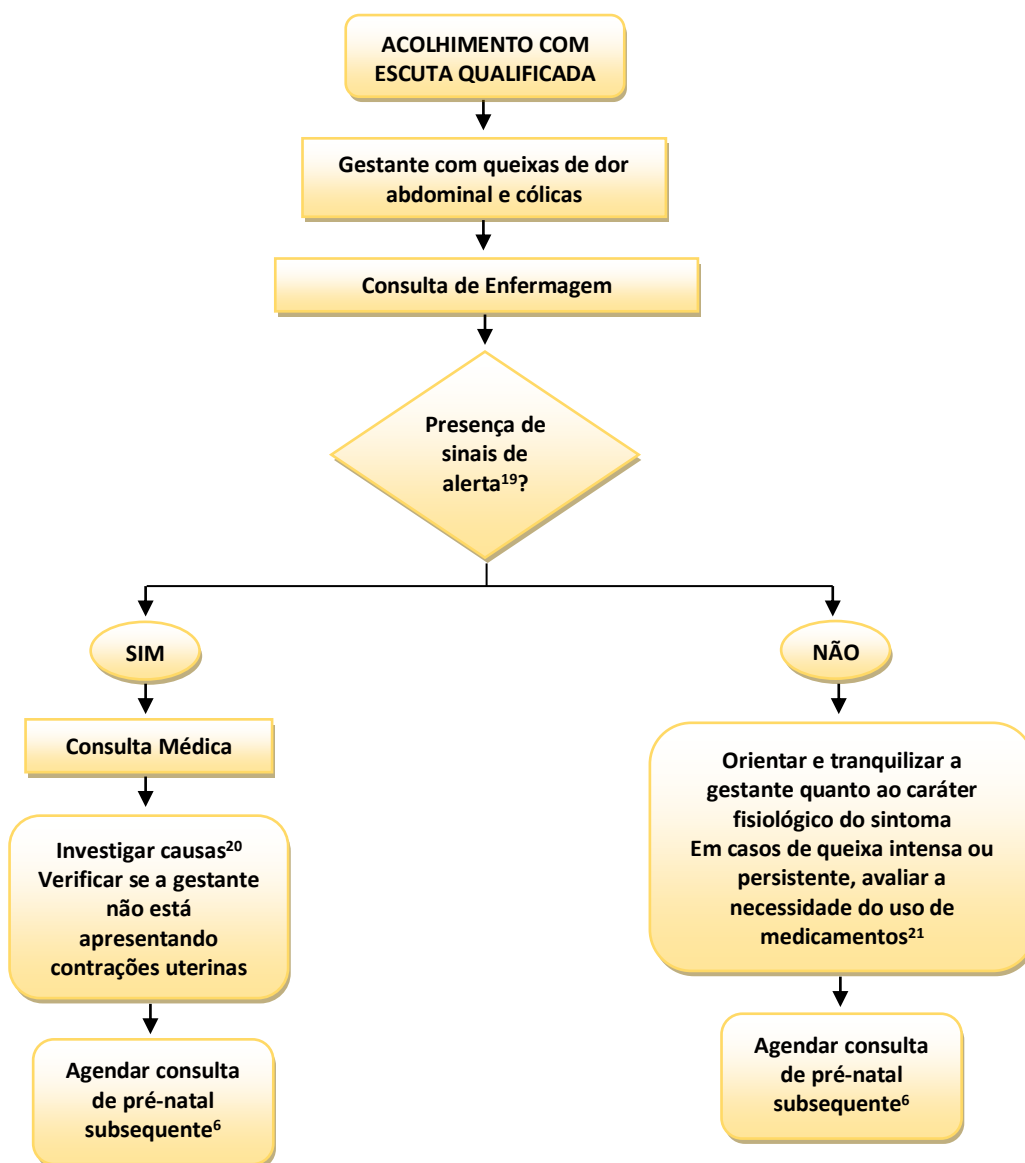 ACOLHIMENTO COM
ESCUTA QUALIFICADA
Gestante com queixas de dor
abdominal e cólicas
Consulta de Enfermagem
Presença de
sinais de
alerta¹⁹?
SIM
NÃO
Consulta Médica
Investigar causas²⁰
Verificar se a gestante
não está
apresentando
contrações uterinas
Agendar consulta
de pré-natal
subsequente⁶
Orientar e tranquilizar a
gestante quanto ao caráter
fisiológico do sintoma
Em casos de queixa intensa ou
persistente, avaliar a
necessidade do uso de
medicamentos²¹
Agendar consulta
de pré-natal
subsequente⁶